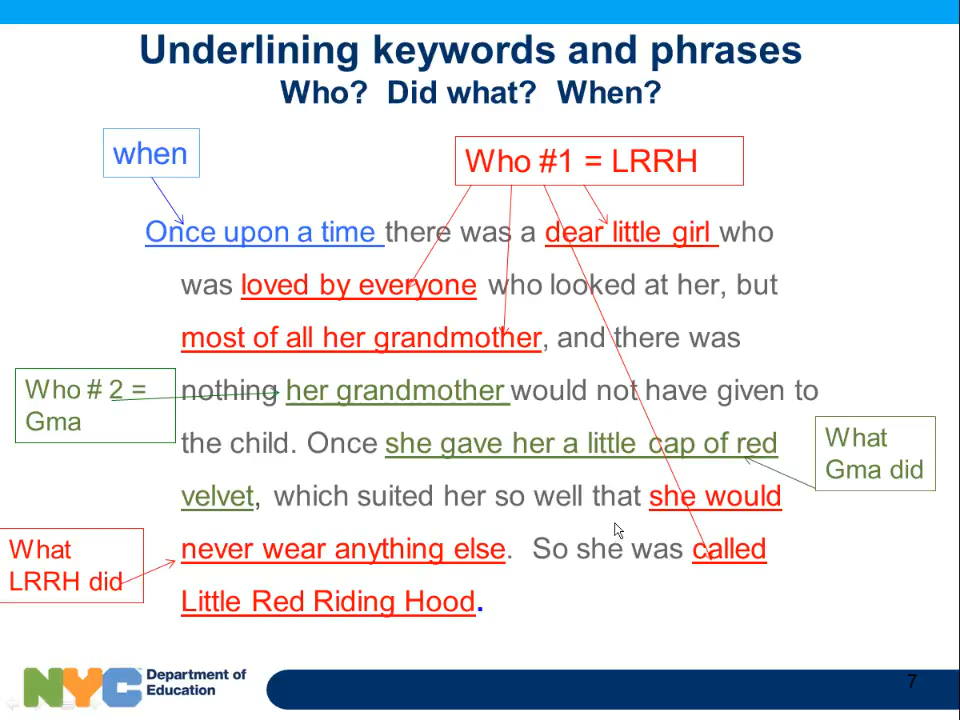 Underlining keywords and phrases
Who? Did what? When?
when
Who #1 = LRRH
Once upon a time there was a dear little girl who
was loved by everyone who looked at her, but
most of all her grandmother, and there was
Who # 2 =
Gma
nothing her grandmother would not have given to
the child. Once she gave her a little cap of red
What
Gma did
velvet, which suited her so well that she would
What
LRRH did
never wear anything else. So she was called
Little Red Riding Hood.
NYC Department of
Education
7